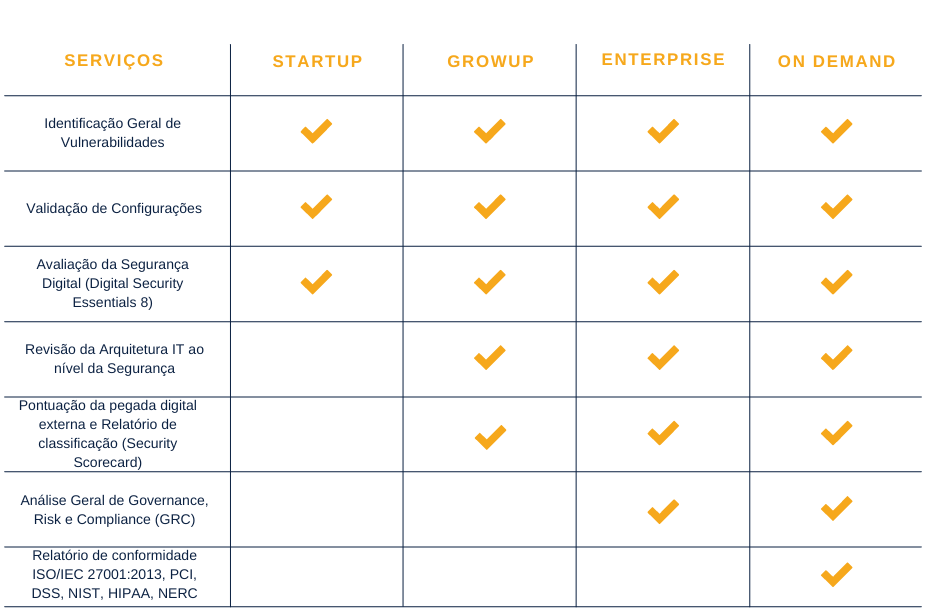 SERVIÇOS STARTUP GROWUP ENTERPRISE ON DEMAND
Identificação Geral de
Vulnerabilidades
Validação de Configurações
Avaliação da Segurança
Digital (Digital Security
Essentials 8)
Revisão da Arquitetura IT ao
nível da Segurança
Pontuação da pegada digital
externa e Relatório de
classificação (Security
Scorecard)
Análise Geral de Governance,
Risk e Compliance (GRC)
Relatório de conformidade
ISO/IEC 27001:2013, PCI,
DSS, NIST, HIPAA, NERC